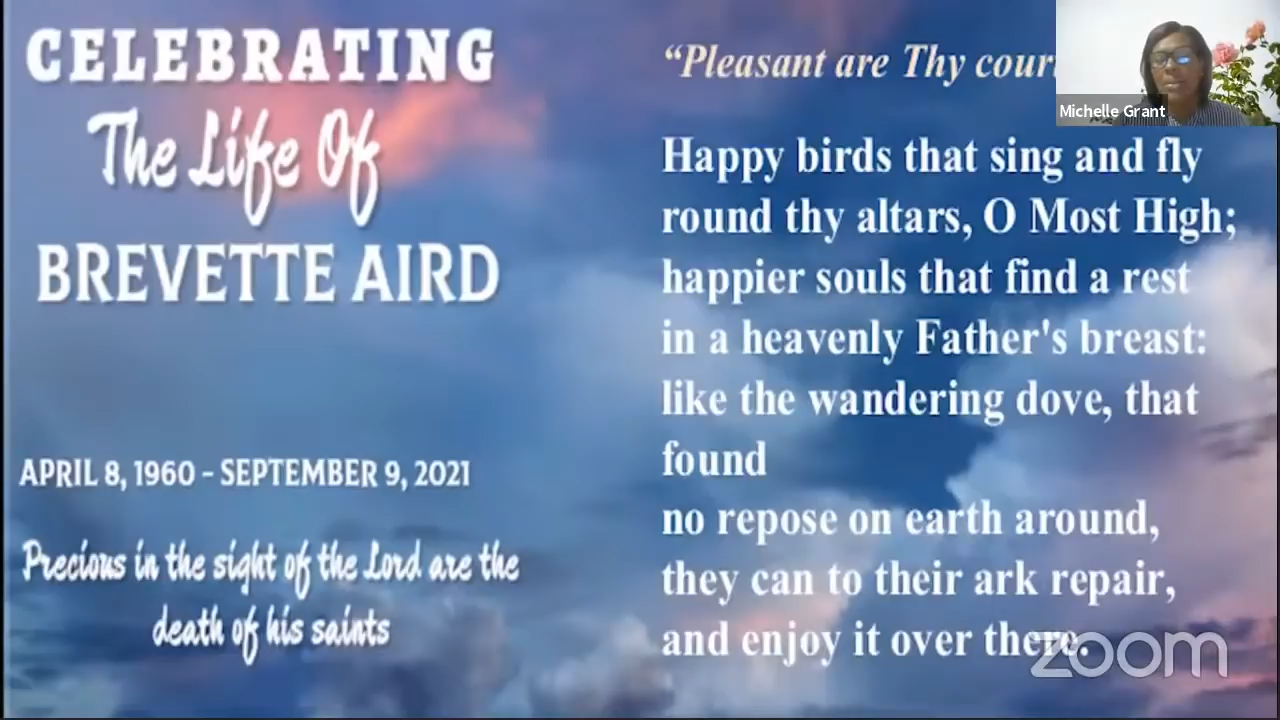 CELEBRATING
The Life Of
BREVETTE AIRD
APRIL 8, 1960 - SEPTEMBER 9, 2021
Precious in the sight of the Lord are the
death of his saints
“Pleasant are Thy
Happy birds that sing and fly
round thy altars, O Most High;
happier souls that find a rest
in a heavenly Father's breast:
like the wandering dove, that
found
no repose on earth around,
they can to their ark repair,
and enjoy it over there.
Michelle Grant
zoom